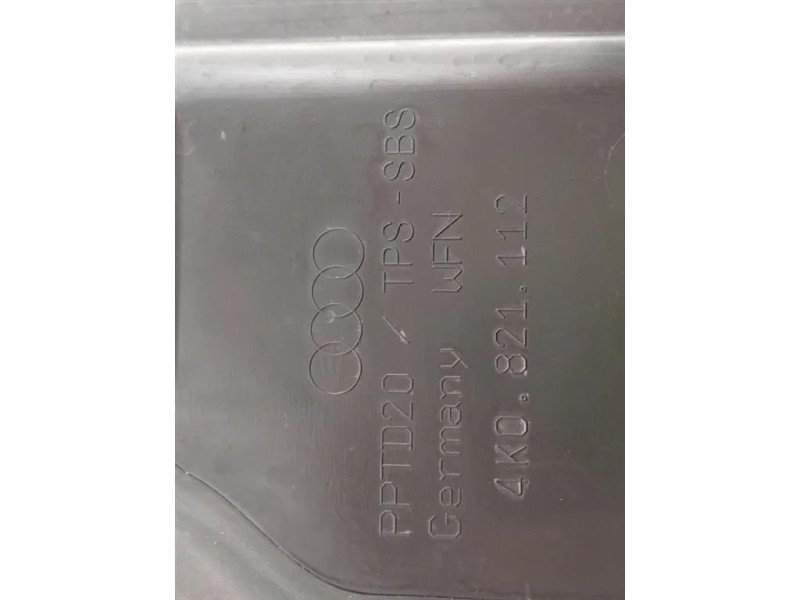 PPTD20 / TPS-SBS
Germany WFN
4K0.821.112